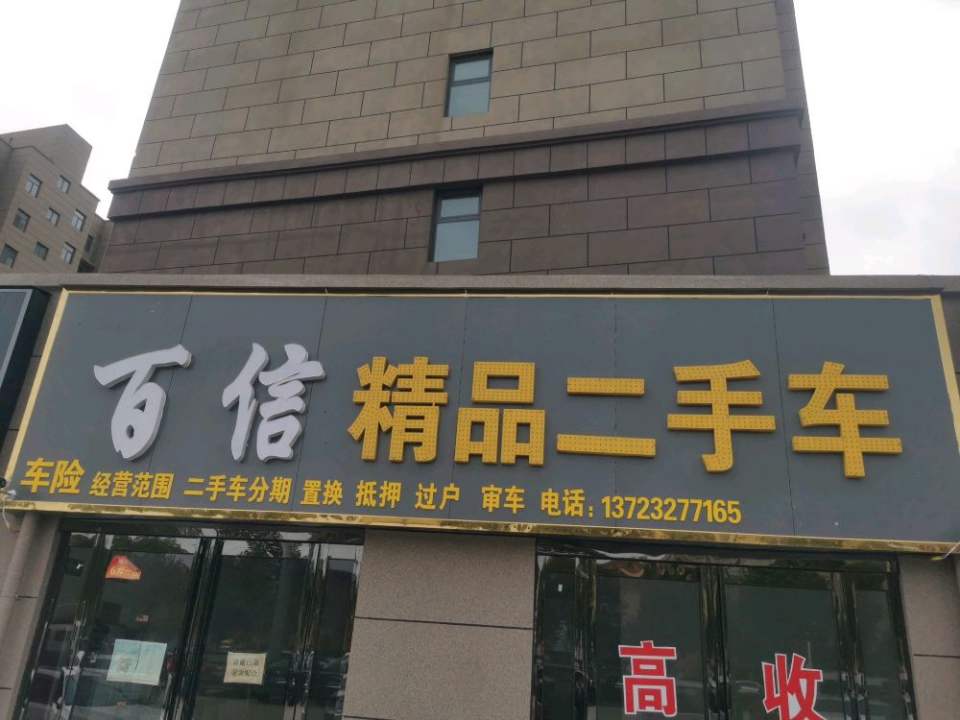 百信 精品二手车
车险 经营范围 二手车分期 置换 抵押 过户 审车 电话:13723277165
高 收